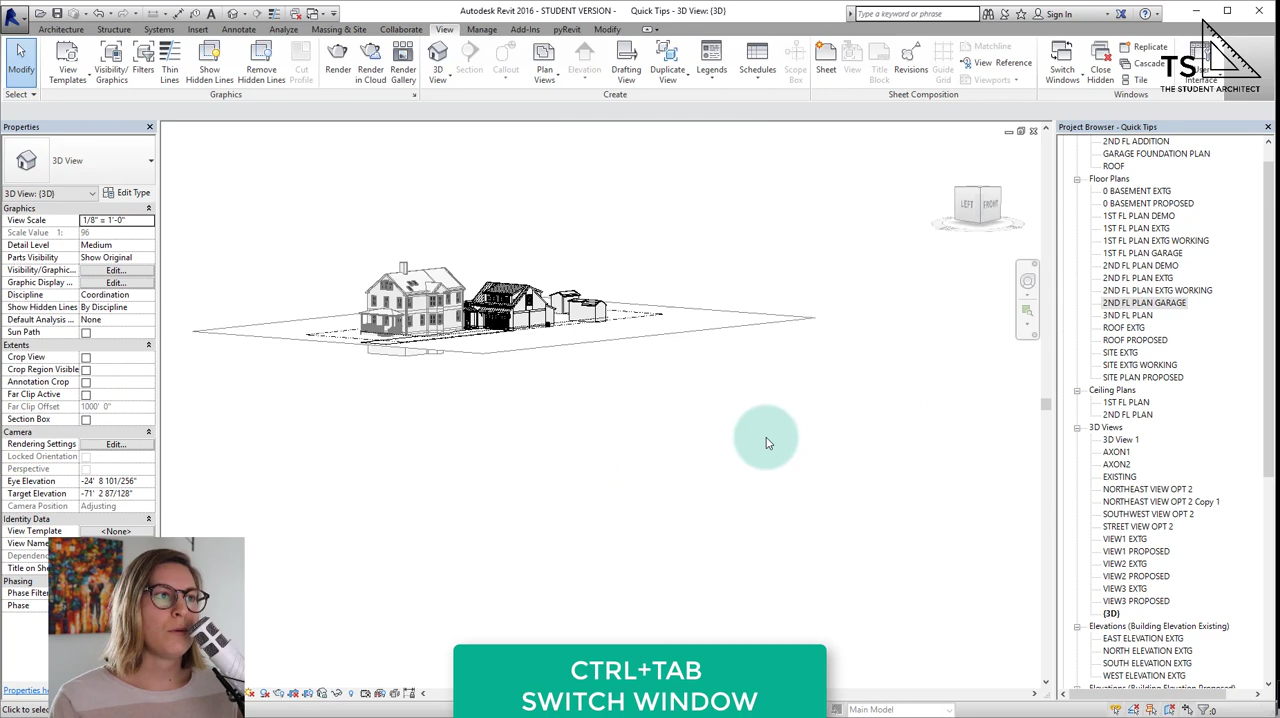 Autodesk Revit 2016 - STUDENT VERSION - Quick Tips - 3D View: {3D}
Type a keyword or phrase
Sign In
Architecture Structure Systems Insert Annotate Analyze Massing & Site Collaborate View Manage Add-Ins pyRevit Modify
Modify
View Templates
Visibility/ Graphics
Filters
Thin Lines
Show Hidden Lines
Remove Hidden Lines
Cut Profile
Render
Render in Cloud
Render Gallery
3D View
Section
Callout
Plan Views
Elevation
Drafting View
Duplicate View
Legends
Schedules
Scope Box
Sheet
View
Title Block
Revisions
Guide Grid
Matchline
View Reference
Viewports
Switch Windows
Close Hidden
Replicate
Cascade
Tile
User Interface
TS
THE STUDENT ARCHITECT
Select
Graphics
Create
Sheet Composition
Windows
Properties
3D View
3D View: {3D}
Edit Type
Graphics
View Scale 1/8" = 1'-0"
Scale Value 1: 96
Detail Level Medium
Parts Visibility Show Original
Visibility/Graphic... Edit...
Graphic Display ... Edit...
Discipline Coordination
Show Hidden Lines By Discipline
Default Analysis ... None
Sun Path
Extents
Crop View
Crop Region Visible
Annotation Crop
Far Clip Active
Far Clip Offset 1000' 0"
Section Box
Camera
Rendering Settings Edit...
Locked Orientation
Perspective
Eye Elevation -24' 8 101/256"
Target Elevation -71' 2 87/128"
Camera Position Adjusting
Identity Data
View Template <None>
View Name
Dependen
Title on Sh
Phasing
Phase Filte
Phase
Properties he
Click to selec
LEFT FRONT
Project Browser - Quick Tips
2ND FL ADDITION
GARAGE FOUNDATION PLAN
ROOF
Floor Plans
0 BASEMENT EXTG
0 BASEMENT PROPOSED
1ST FL PLAN DEMO
1ST FL PLAN EXTG
1ST FL PLAN EXTG WORKING
1ST FL PLAN GARAGE
2ND FL PLAN DEMO
2ND FL PLAN EXTG
2ND FL PLAN EXTG WORKING
2ND FL PLAN GARAGE
3ND FL PLAN
ROOF EXTG
ROOF PROPOSED
SITE EXTG
SITE EXTG WORKING
SITE PLAN PROPOSED
Ceiling Plans
1ST FL PLAN
2ND FL PLAN
3D Views
3D View 1
AXON1
AXON2
EXISTING
NORTHEAST VIEW OPT 2
NORTHEAST VIEW OPT 2 Copy 1
SOUTHWEST VIEW OPT 2
STREET VIEW OPT 2
VIEW1 EXTG
VIEW1 PROPOSED
VIEW2 EXTG
VIEW2 PROPOSED
VIEW3 EXTG
VIEW3 PROPOSED
{3D}
Elevations (Building Elevation Existing)
EAST ELEVATION EXTG
NORTH ELEVATION EXTG
SOUTH ELEVATION EXTG
WEST ELEVATION EXTG
CTRL+TAB
SWITCH WINDOW
Main Model
:0